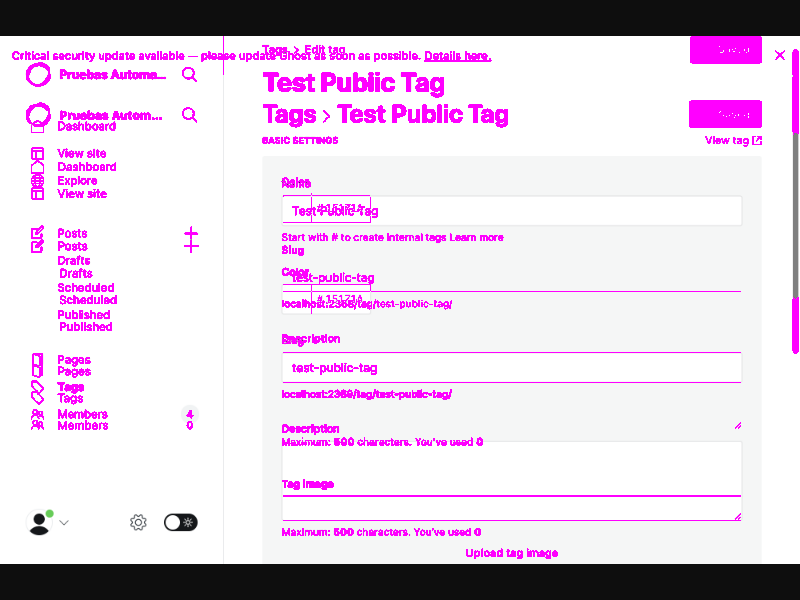 Tags > Edit tag
Critical security update available — please update Ghost as soon as possible. Details here.
Pruebas Automa...
Test Public Tag
Pruebas Autom...
Tags > Test Public Tag
Dashboard
BASIC SETTINGS
View tag
View site
Dashboard
Explore
View site
Color
Name
#15171A
Test Public Tag
Start with # to create internal tags Learn more
Slug
Posts
Posts
Drafts
Drafts
Scheduled
Scheduled
Published
Published
Color
test-public-tag
#15171A
localhost:2368/tag/test-public-tag/
Description
Slug
test-public-tag
localhost:2368/tag/test-public-tag/
Pages
Pages
Tags
Tags
Members 4
Members 0
Description
Maximum: 500 characters. You've used 0
Tag image
Maximum: 500 characters. You've used 0
Upload tag image